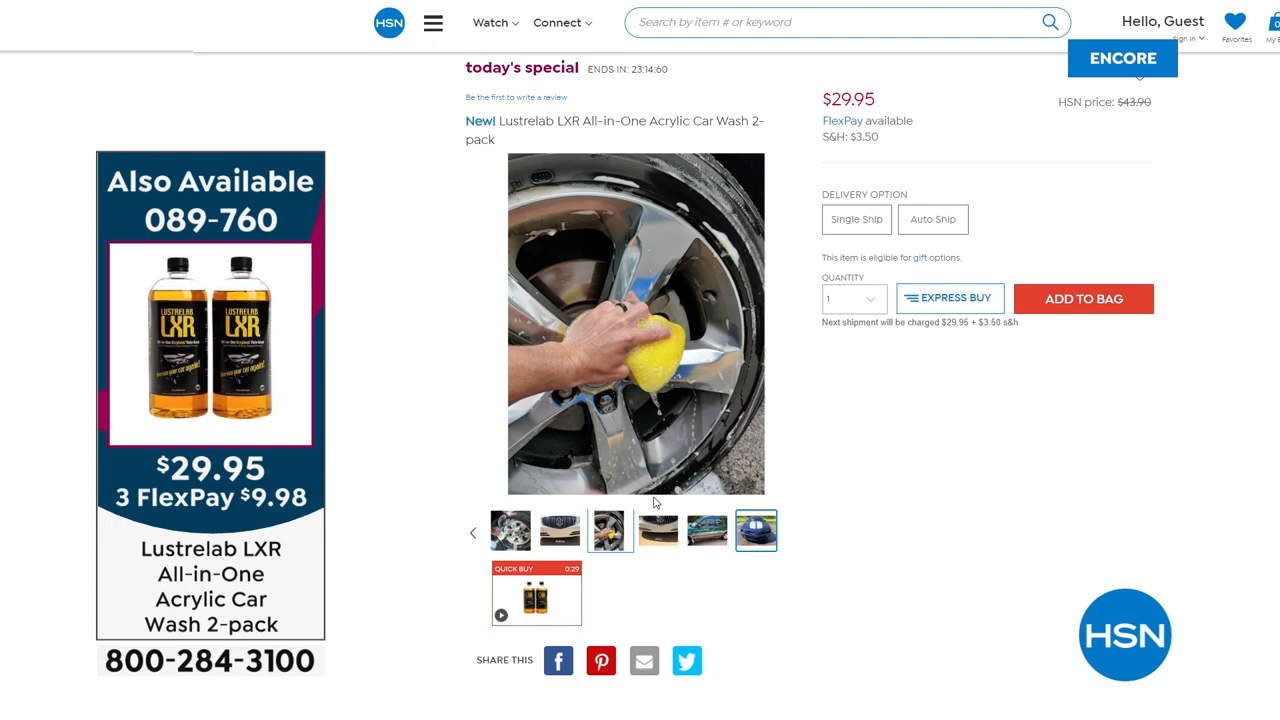 HSN
Watch
Connect
Search by item # or keyword
Hello, Guest
Sign In
Favorites
0
ENCORE
today's special ENDS IN: 23:14:60
Be the first to write a review
New! Lustrelab LXR All-in-One Acrylic Car Wash 2-
pack
$29.95
HSN price: $43.90
FlexPay available
S&H: $3.50
DELIVERY OPTION
Single Ship
Auto Ship
This item is eligible for gift options.
QUANTITY
1
EXPRESS BUY
ADD TO BAG
Next shipment will be charged $29.95 + $3.50 s&h
Also Available
089-760
LUSTRELAB
LXR
LUSTRELAB
LXR
$29.95
3 FlexPay $9.98
Lustrelab LXR
All-in-One
Acrylic Car
Wash 2-pack
800-284-3100
QUICK BUY 0:29
SHARE THIS
HSN